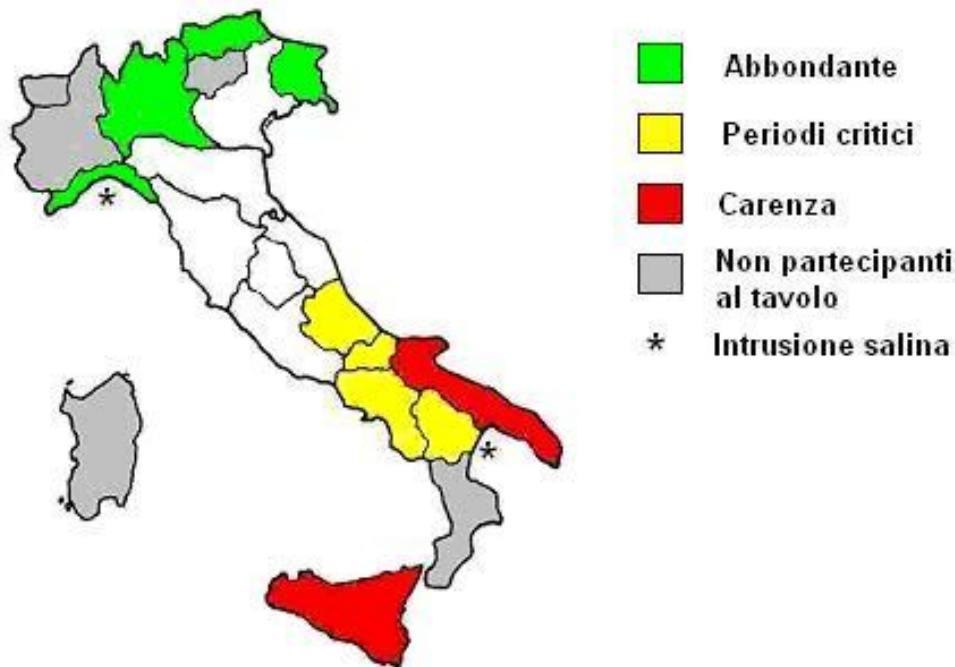 Abbondante
Periodi critici
Carenza
Non partecipanti
al tavolo
* Intrusione salina
*
*